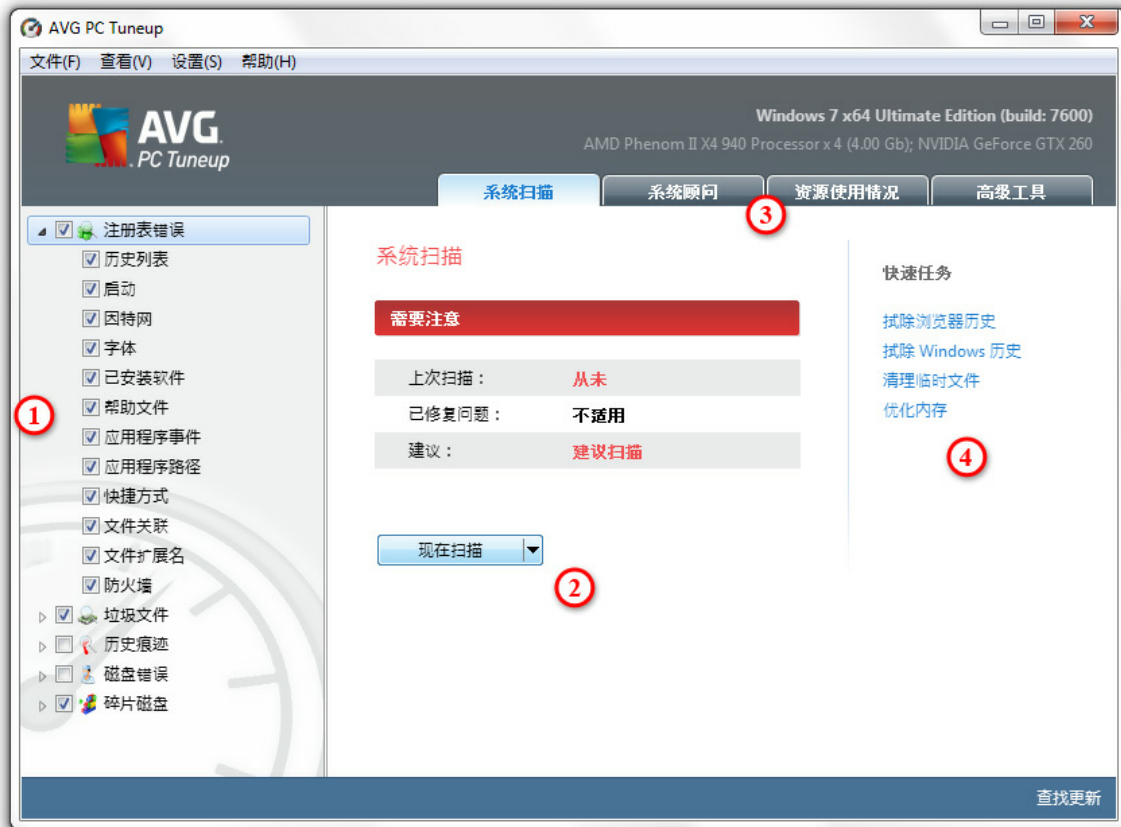 AVG PC Tuneup
文件(F) 查看(V) 设置(S) 帮助(H)
AVG.
PC Tuneup
Windows 7 x64 Ultimate Edition (build: 7600)
AMD Phenom II X4 940 Processor x 4 (4.00 Gb); NVIDIA GeForce GTX 260
系统扫描 系统顾问 资源使用情况 高级工具
3
注册表错误
历史列表
启动
因特网
字体
已安装软件
帮助文件
应用程序事件
应用程序路径
快捷方式
文件关联
文件扩展名
防火墙
垃圾文件
历史痕迹
磁盘错误
碎片磁盘
1
系统扫描
需要注意
上次扫描： 从未
已修复问题： 不适用
建议： 建议扫描
现在扫描
2
快速任务
拭除浏览器历史
拭除 Windows 历史
清理临时文件
优化内存
4
查找更新